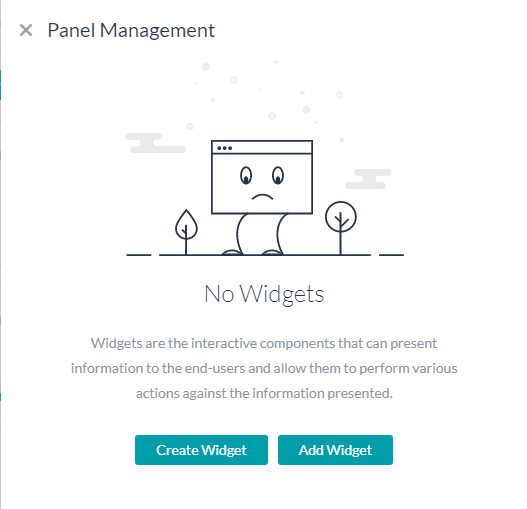 Panel Management
No Widgets
Widgets are the interactive components that can present
information to the end-users and allow them to perform various
actions against the information presented.
Create Widget
Add Widget